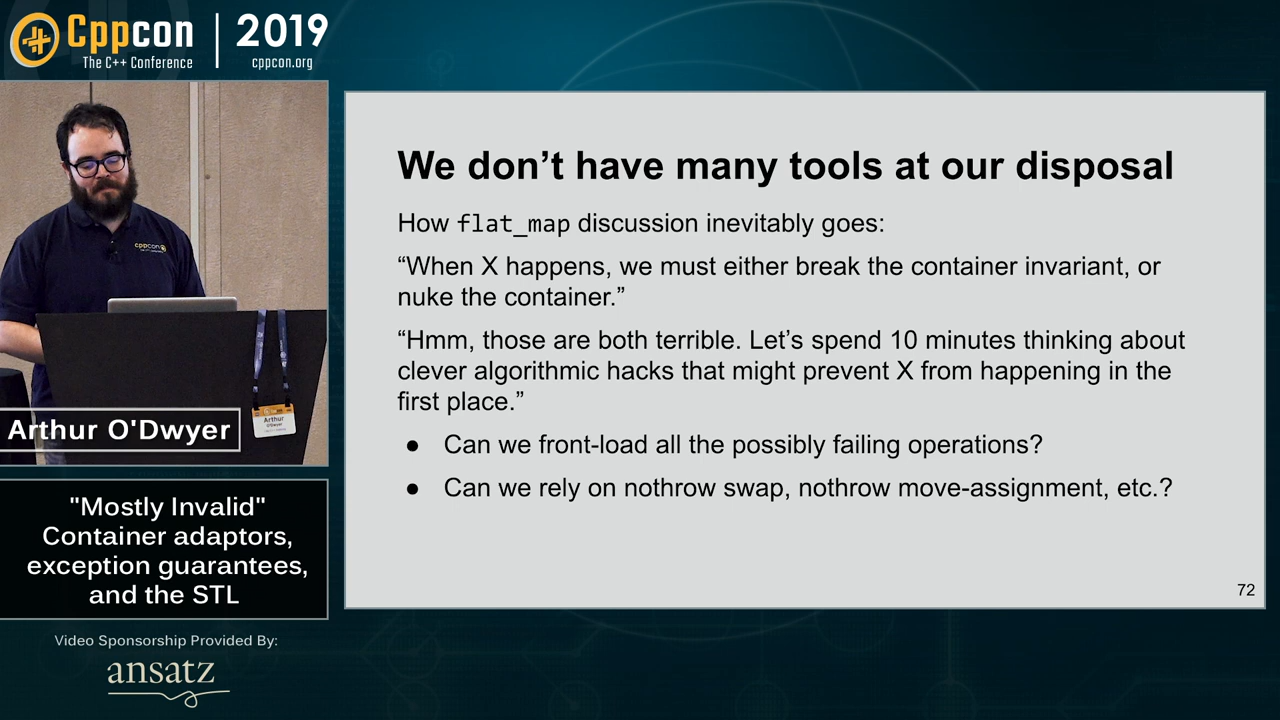 Cppcon
The C++ Conference
2019
cppcon.org
cppcon
Arthur
O'Dwyer
Arthur O'Dwyer
"Mostly Invalid"
Container adaptors,
exception guarantees,
and the STL
Video Sponsorship Provided By:
ansatz
We don’t have many tools at our disposal
How flat_map discussion inevitably goes:
“When X happens, we must either break the container invariant, or
nuke the container.”
“Hmm, those are both terrible. Let’s spend 10 minutes thinking about
clever algorithmic hacks that might prevent X from happening in the
first place.”
● Can we front-load all the possibly failing operations?
● Can we rely on nothrow swap, nothrow move-assignment, etc.?
72